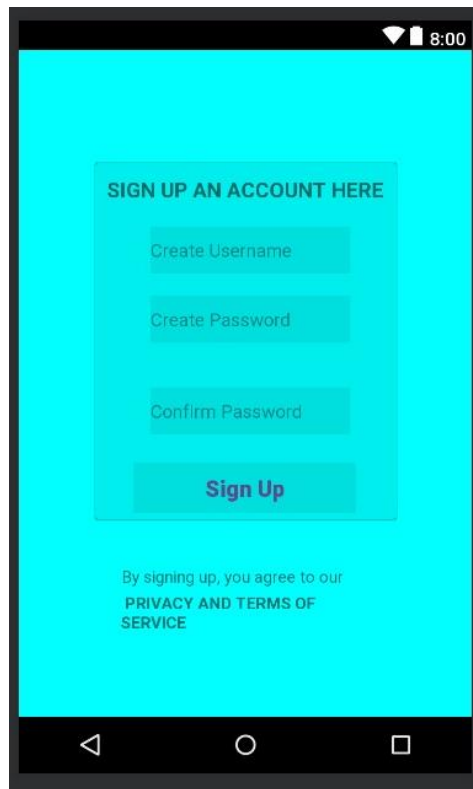 8:00
SIGN UP AN ACCOUNT HERE
Create Username
Create Password
Confirm Password
Sign Up
By signing up, you agree to our
PRIVACY AND TERMS OF
SERVICE